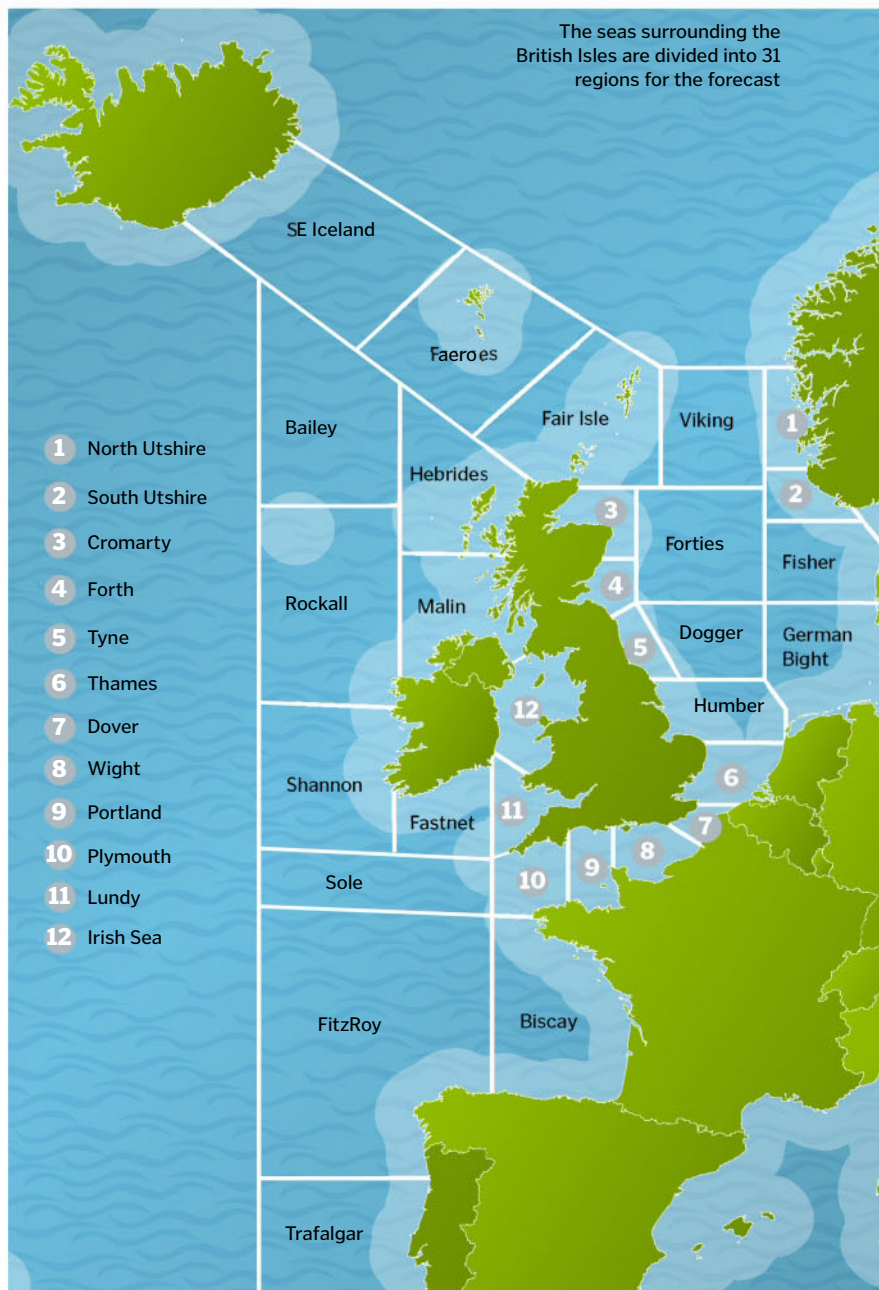 The seas surrounding the
British Isles are divided into 31
regions for the forecast
SE Iceland
Faeroes
Fair Isle
Viking
1
Bailey
Hebrides
2
3
Forties
Fisher
Rockall
Malin
4
5
Dogger
German
Bight
Humber
12
Shannon
Fastnet
11
6
7
8
9
10
Sole
FitzRoy
Biscay
Trafalgar
1 North Utshire
2 South Utshire
3 Cromarty
4 Forth
5 Tyne
6 Thames
7 Dover
8 Wight
9 Portland
10 Plymouth
11 Lundy
12 Irish Sea